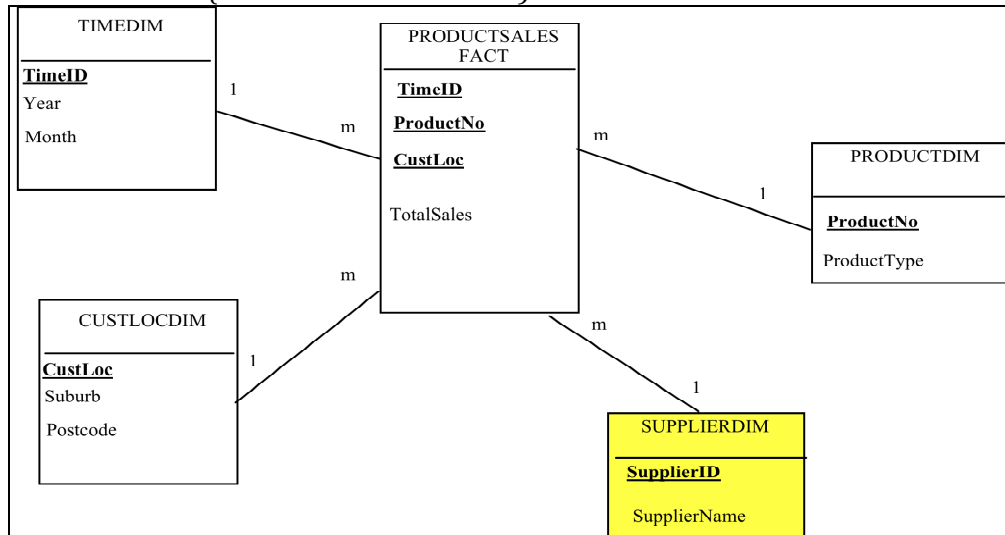 TIMEDIM
TimeID
Year
Month
1
m
PRODUCTSALES
FACT
TimeID
ProductNo
CustLoc
TotalSales
m
1
PRODUCTDIM
ProductNo
ProductType
CUSTLOCDIM
CustLoc
Suburb
Postcode
1
m
m
1
SUPPLIERDIM
SupplierID
SupplierName